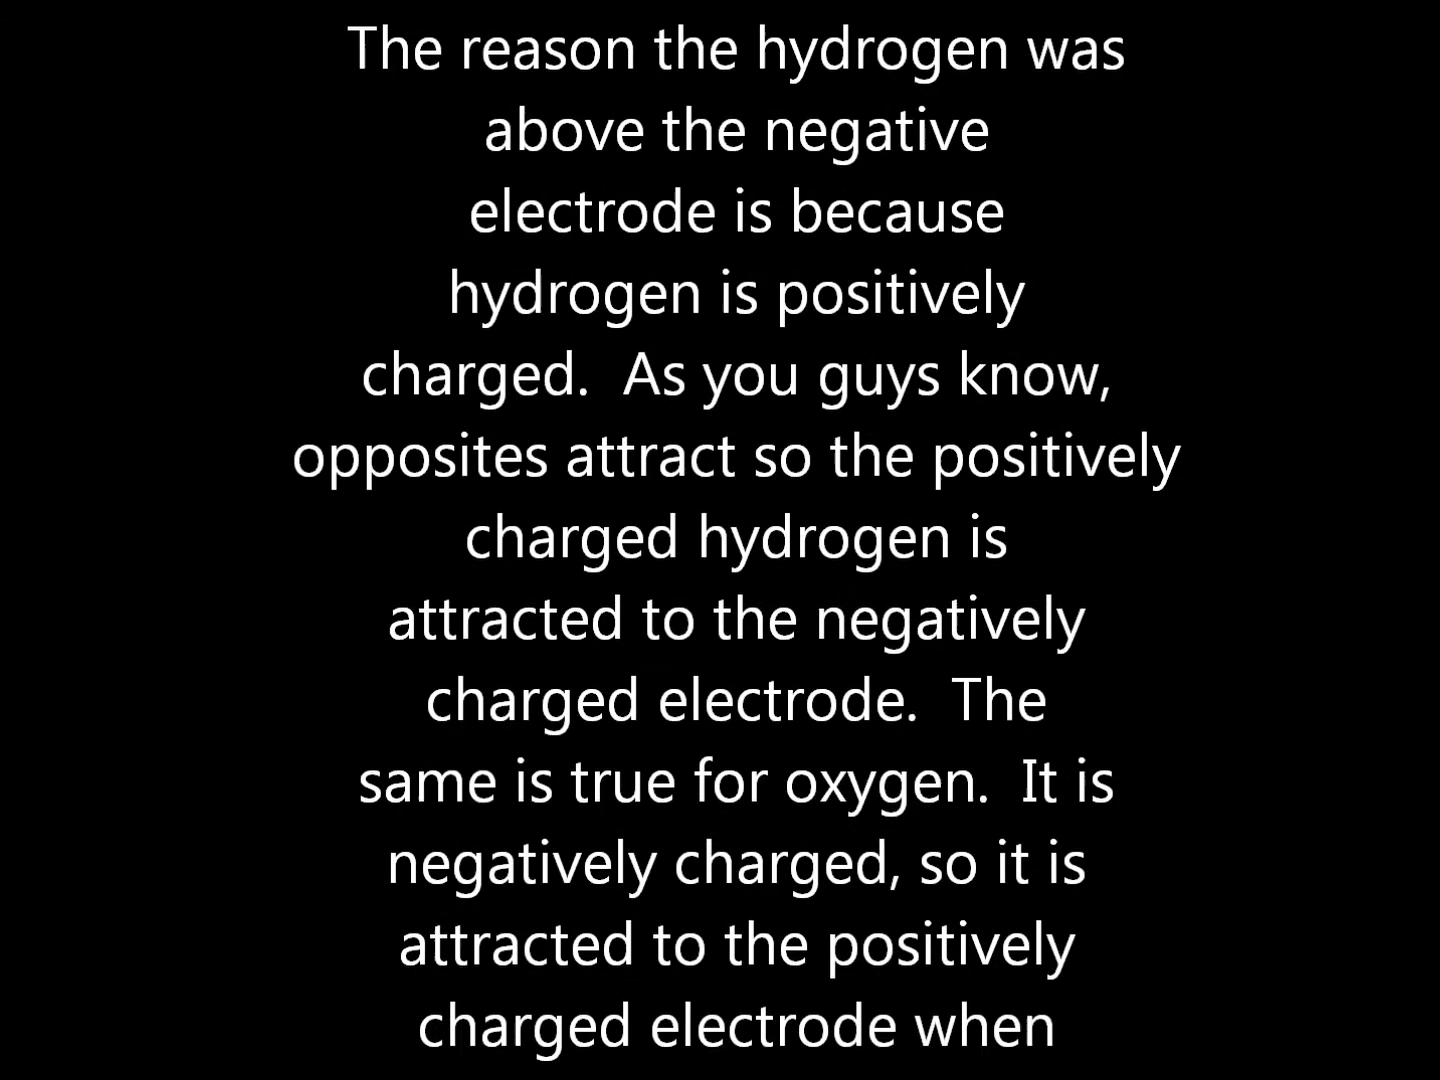 The reason the hydrogen was
above the negative
electrode is because
hydrogen is positively
charged.  As you guys know,
opposites attract so the positively
charged hydrogen is
attracted to the negatively
charged electrode.  The
same is true for oxygen.  It is
negatively charged, so it is
attracted to the positively
charged electrode when